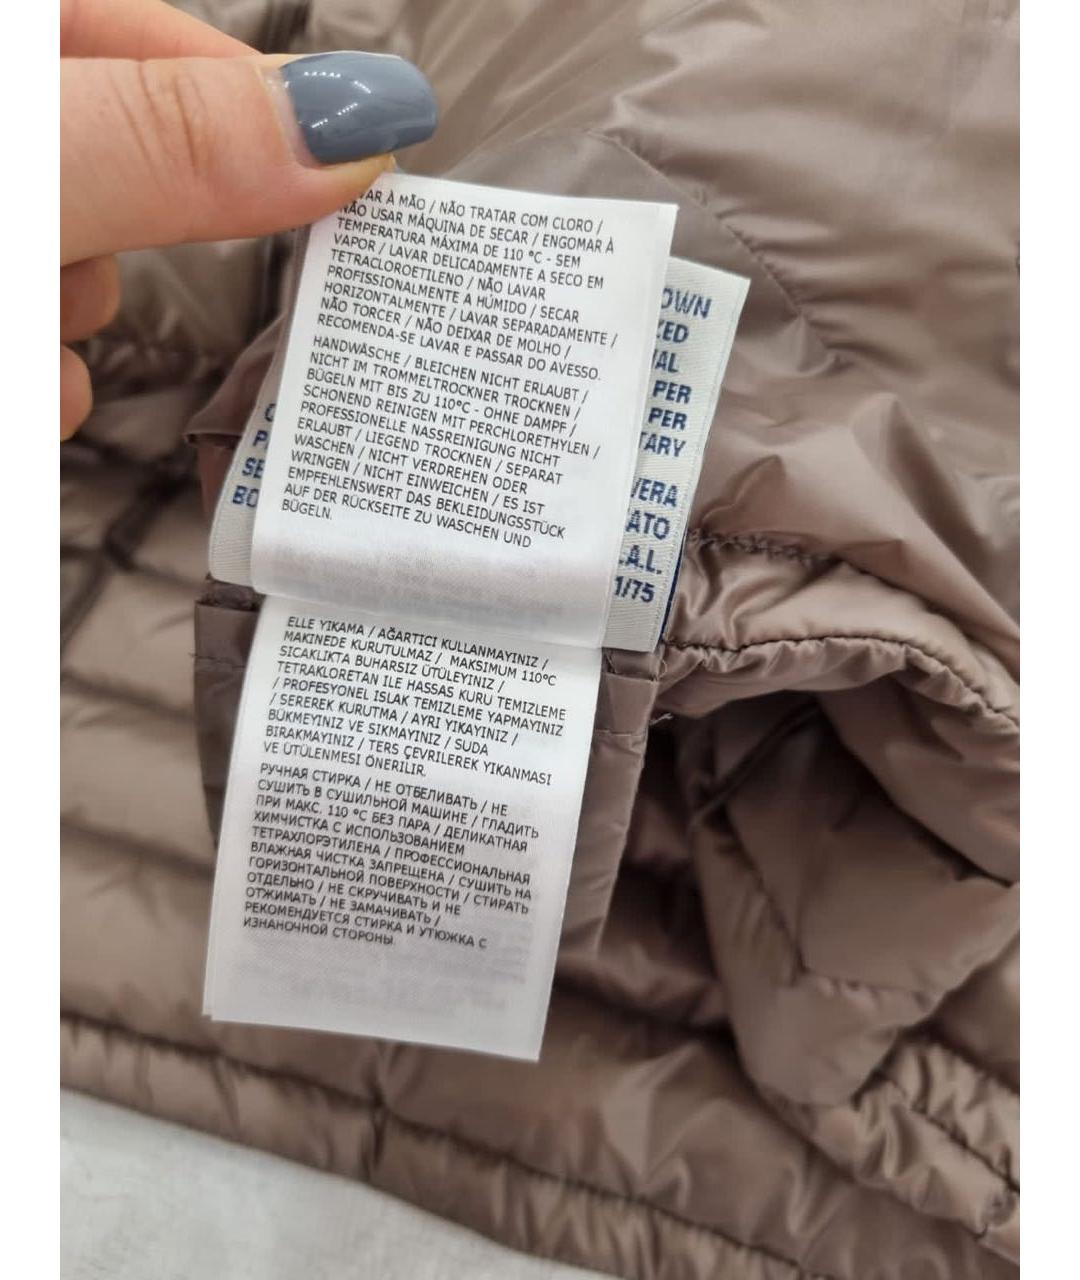 VAR À MÃO / NÃO TRATAR COM CLORO /
NÃO USAR MÁQUINA DE SECAR / ENGOMAR À
TEMPERATURA MÁXIMA DE 110 °C - SEM
VAPOR / LAVAR DELICADAMENTE A SECO EM
TETRACLOROETILENO / NÃO LAVAR
PROFISSIONALMENTE A HÚMIDO / SECAR
HORIZONTALMENTE / LAVAR SEPARADAMENTE /
NÃO TORCER / NÃO DEIXAR DE MOLHO /
RECOMENDA-SE LAVAR E PASSAR DO AVESSO.
HANDWÄSCHE / BLEICHEN NICHT ERLAUBT /
NICHT IM TROMMELTROCKNER TROCKNEN /
BÜGELN MIT BIS ZU 110°C - OHNE DAMPF /
SCHONEND REINIGEN MIT PERCHLORETHYLEN /
PROFESSIONELLE NASSREINIGUNG NICHT
ERLAUBT / LIEGEND TROCKNEN / SEPARAT
WASCHEN / NICHT VERDREHEN ODER
WRINGEN / NICHT EINWEICHEN / ES IST
EMPFEHLENSWERT DAS BEKLEIDUNGSSTÜCK
AUF DER RÜCKSEITE ZU WASCHEN UND
BÜGELN.
OWN
KED
AL
PER
PER
TARY
VERA
ATO
.A.L.
1/75
P
SE
BO
ELLE YIKAMA / AĞARTICI KULLANMAYINIZ /
MAKINEDE KURUTULMAZ / MAKSIMUM 110°C
SICAKLIKTA BUHARSIZ ÜTÜLEYINIZ /
TETRAKLORETAN ILE HASSAS KURU TEMIZLEME
/ PROFESYONEL ISLAK TEMIZLEME YAPMAYINIZ
/ SEREREK KURUTMA / AYRI YIKAYINIZ /
BÜKMEYINIZ VE SIKMAYINIZ / SUDA
BIRAKMAYINIZ / TERS ÇEVRILEREK YIKANMASI
VE ÜTÜLENMESI ÖNERILIR.
РУЧНАЯ СТИРКА / НЕ ОТБЕЛИВАТЬ / НЕ
СУШИТЬ В СУШИЛЬНОЙ МАШИНЕ / ГЛАДИТЬ
ПРИ МАКС. 110 °С БЕЗ ПАРА / ДЕЛИКАТНАЯ
ХИМЧИСТКА С ИСПОЛЬЗОВАНИЕМ
ТЕТРАХЛОРЭТИЛЕНА / ПРОФЕССИОНАЛЬНАЯ
ВЛАЖНАЯ ЧИСТКА ЗАПРЕЩЕНА / СУШИТЬ НА
ГОРИЗОНТАЛЬНОЙ ПОВЕРХНОСТИ / СТИРАТЬ
ОТДЕЛЬНО / НЕ СКРУЧИВАТЬ И НЕ
ОТЖИМАТЬ / НЕ ЗАМАЧИВАТЬ /
РЕКОМЕНДУЕТСЯ СТИРКА И УТЮЖКА С
ИЗНАНОЧНОЙ СТОРОНЫ.